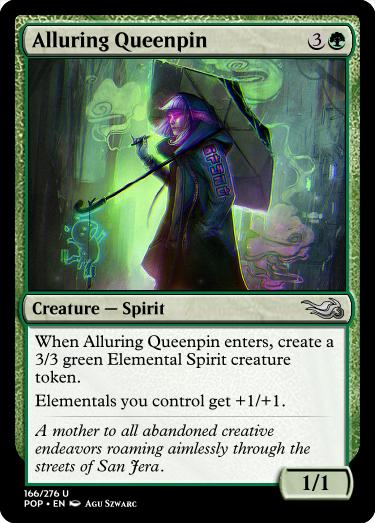 Alluring Queenpin 3
Creature — Spirit
When Alluring Queenpin enters, create a
3/3 green Elemental Spirit creature
token.
Elementals you control get +1/+1.
A mother to all abandoned creative
endeavors roaming aimlessly through the
streets of San Jera.
1/1
166/276 U
POP • EN Agu Szwarc